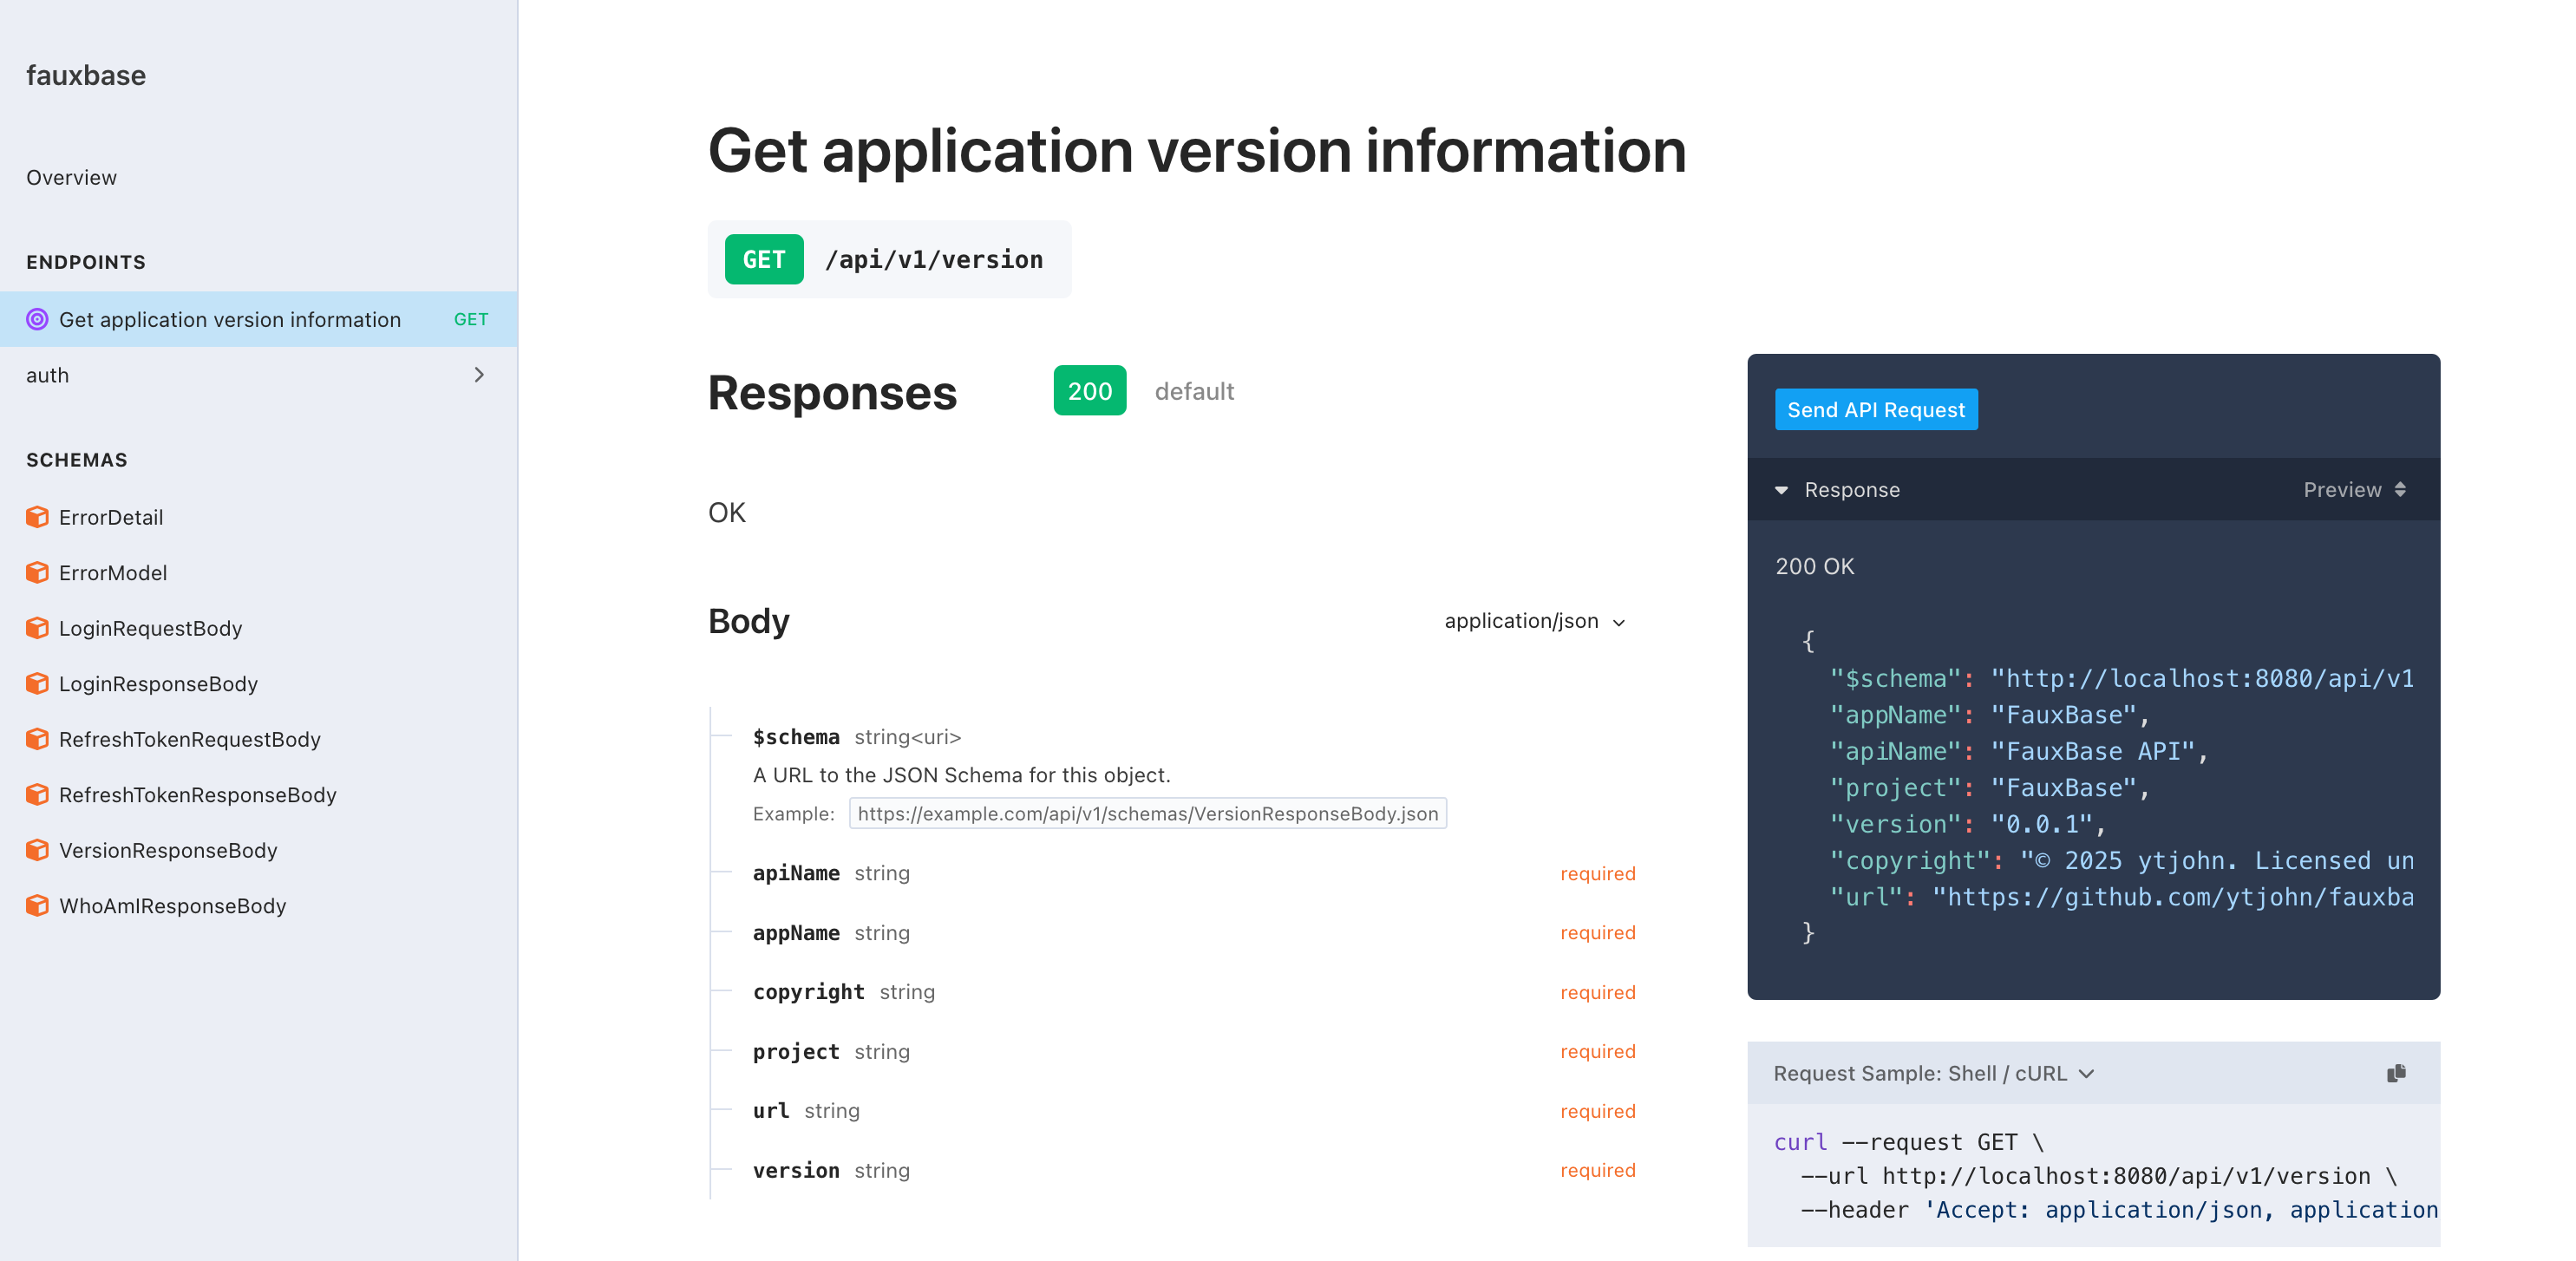 fauxbase
Overview
ENDPOINTS
Get application version information GET
auth
SCHEMAS
ErrorDetail
ErrorModel
LoginRequestBody
LoginResponseBody
RefreshTokenRequestBody
RefreshTokenResponseBody
VersionResponseBody
WhoAmIResponseBody
Get application version information
GET /api/v1/version
Responses 200 default
OK
Body application/json
$schema string<uri>
A URL to the JSON Schema for this object.
Example: https://example.com/api/v1/schemas/VersionResponseBody.json
apiName string required
appName string required
copyright string required
project string required
url string required
version string required
Send API Request
Response Preview
200 OK
{
"$schema": "http://localhost:8080/api/v1
"appName": "FauxBase",
"apiName": "FauxBase API",
"project": "FauxBase",
"version": "0.0.1",
"copyright": "© 2025 ytjohn. Licensed un
"url": "https://github.com/ytjohn/fauxba
}
Request Sample: Shell / cURL
curl --request GET \
--url http://localhost:8080/api/v1/version \
--header 'Accept: application/json, application